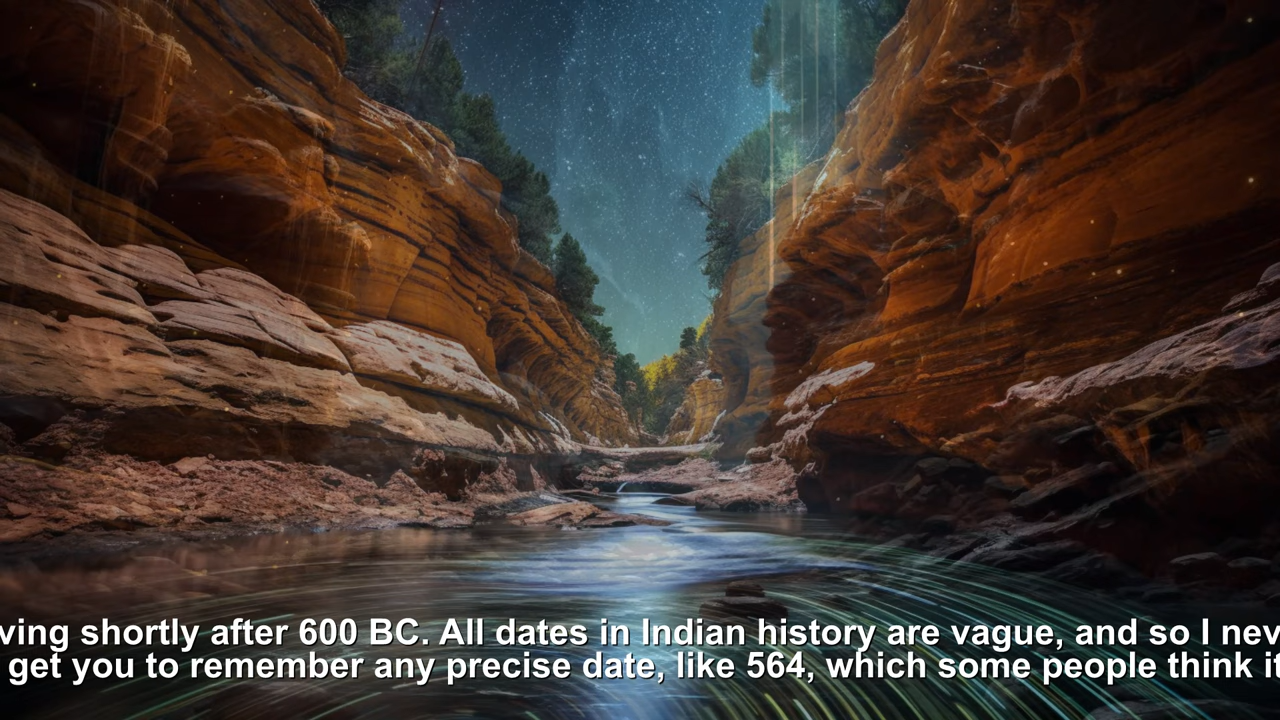 ving shortly after 600 BC. All dates in Indian history are vague, and so I nev
get you to remember any precise date, like 564, which some people think it